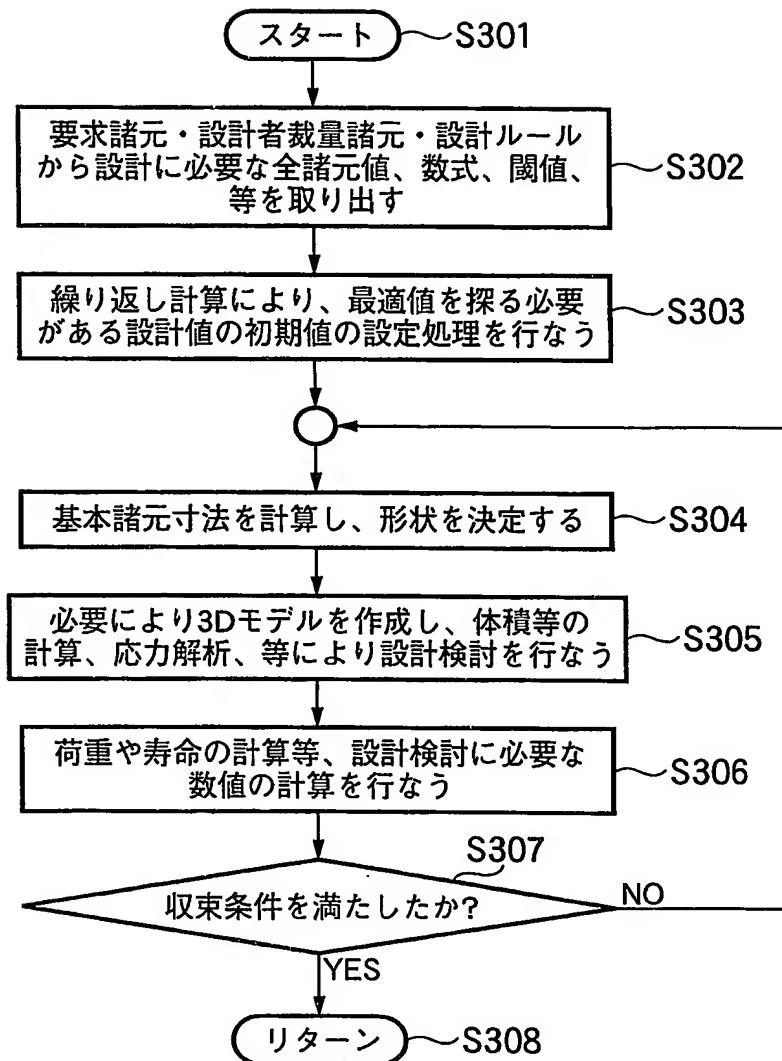 スタート
S301
要求諸元・設計者裁量諸元・設計ルール
から設計に必要な全諸元値、数式、閾値、
等を取り出す
S302
繰り返し計算により、最適値を探る必要
がある設計値の初期値の設定処理を行なう
S303
基本諸元寸法を計算し、形状を決定する
S304
必要により3Dモデルを作成し、体積等の
計算、応力解析、等により設計検討を行なう
S305
荷重や寿命の計算等、設計検討に必要な
数値の計算を行なう
S306
S307
収束条件を満たしたか?
NO
YES
リターン
S308